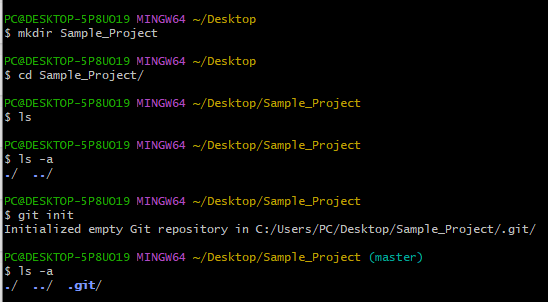 PC@DESKTOP-5P8UO19 MINGW64 ~/Desktop
$ mkdir Sample_Project
PC@DESKTOP-5P8UO19 MINGW64 ~/Desktop
$ cd Sample_Project/
PC@DESKTOP-5P8UO19 MINGW64 ~/Desktop/Sample_Project
$ ls
PC@DESKTOP-5P8UO19 MINGW64 ~/Desktop/Sample_Project
$ ls -a
./  ../
PC@DESKTOP-5P8UO19 MINGW64 ~/Desktop/Sample_Project
$ git init
Initialized empty Git repository in C:/Users/PC/Desktop/Sample_Project/.git/
PC@DESKTOP-5P8UO19 MINGW64 ~/Desktop/Sample_Project (master)
$ ls -a
./  ../  .git/